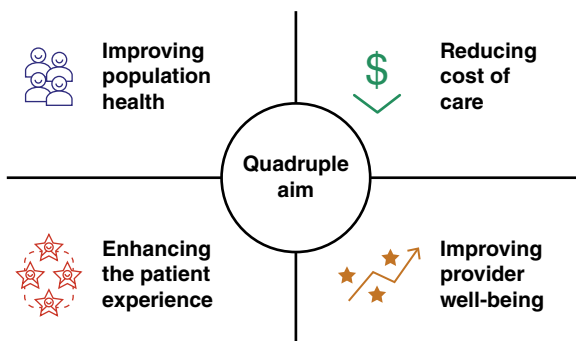 Improving
population
health
$
Reducing
cost of
care
Quadruple
aim
Enhancing
the patient
experience
Improving
provider
well-being